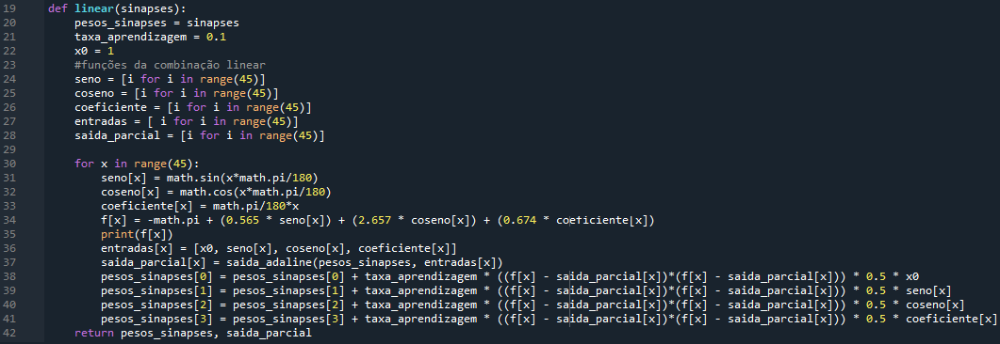 19 def linear(sinapses):
20 pesos_sinapses = sinapses
21 taxa_aprendizagem = 0.1
22 x0 = 1
23 #funções da combinação linear
24 seno = [i for i in range(45)]
25 coseno = [i for i in range(45)]
26 coeficiente = [i for i in range(45)]
27 entradas = [ i for i in range(45)]
28 saida_parcial = [i for i in range(45)]
29
30 for x in range(45):
31 seno[x] = math.sin(x*math.pi/180)
32 coseno[x] = math.cos(x*math.pi/180)
33 coeficiente[x] = math.pi/180*x
34 f[x] = -math.pi + (0.565 * seno[x]) + (2.657 * coseno[x]) + (0.674 * coeficiente[x])
35 print(f[x])
36 entradas[x] = [x0, seno[x], coseno[x], coeficiente[x]]
37 saida_parcial[x] = saida_adaline(pesos_sinapses, entradas[x])
38 pesos_sinapses[0] = pesos_sinapses[0] + taxa_aprendizagem * ((f[x] - saida_parcial[x])*(f[x] - saida_parcial[x])) * 0.5 * x0
39 pesos_sinapses[1] = pesos_sinapses[1] + taxa_aprendizagem * ((f[x] - saida_parcial[x])*(f[x] - saida_parcial[x])) * 0.5 * seno[x]
40 pesos_sinapses[2] = pesos_sinapses[2] + taxa_aprendizagem * ((f[x] - saida_parcial[x])*(f[x] - saida_parcial[x])) * 0.5 * coseno[x]
41 pesos_sinapses[3] = pesos_sinapses[3] + taxa_aprendizagem * ((f[x] - saida_parcial[x])*(f[x] - saida_parcial[x])) * 0.5 * coeficiente[x]
42 return pesos_sinapses, saida_parcial